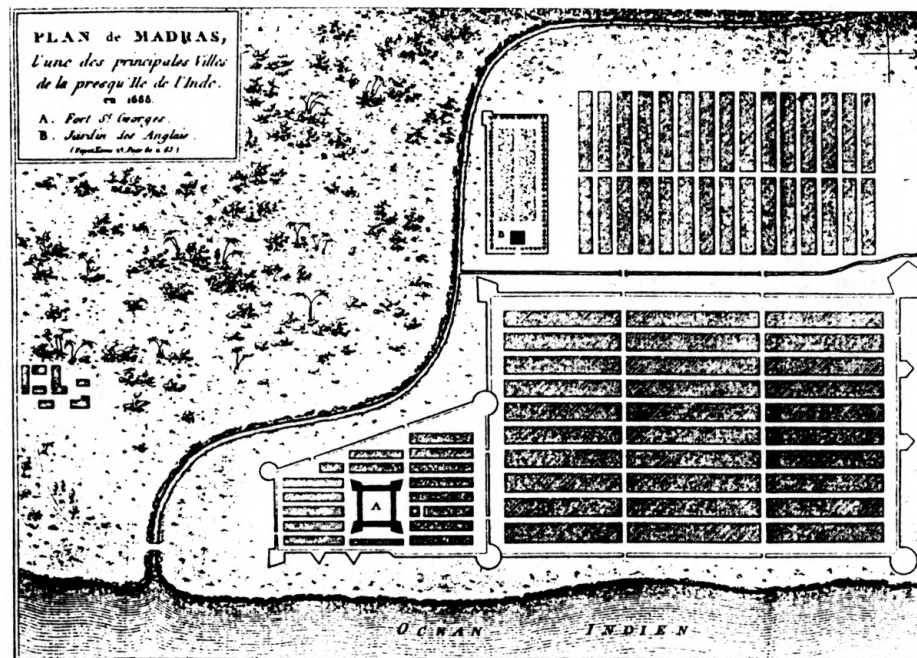 PLAN de MADRAS,
L'une des principales Villes
de la presqu'Ile de l'Inde.
en 1688.
A. Fort St Georges.
B. Jardin des Anglais.
B
A
OCEAN INDIEN